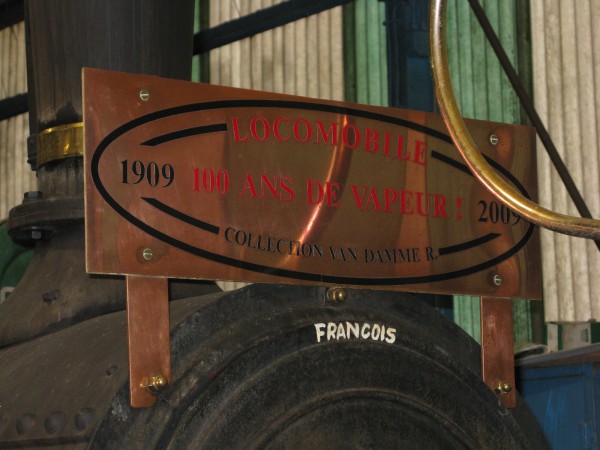 LOCOMOBILE
1909 100 ANS DE VAPEUR ! 2009
COLLECTION VAN DAMME R.
FRANCOIS